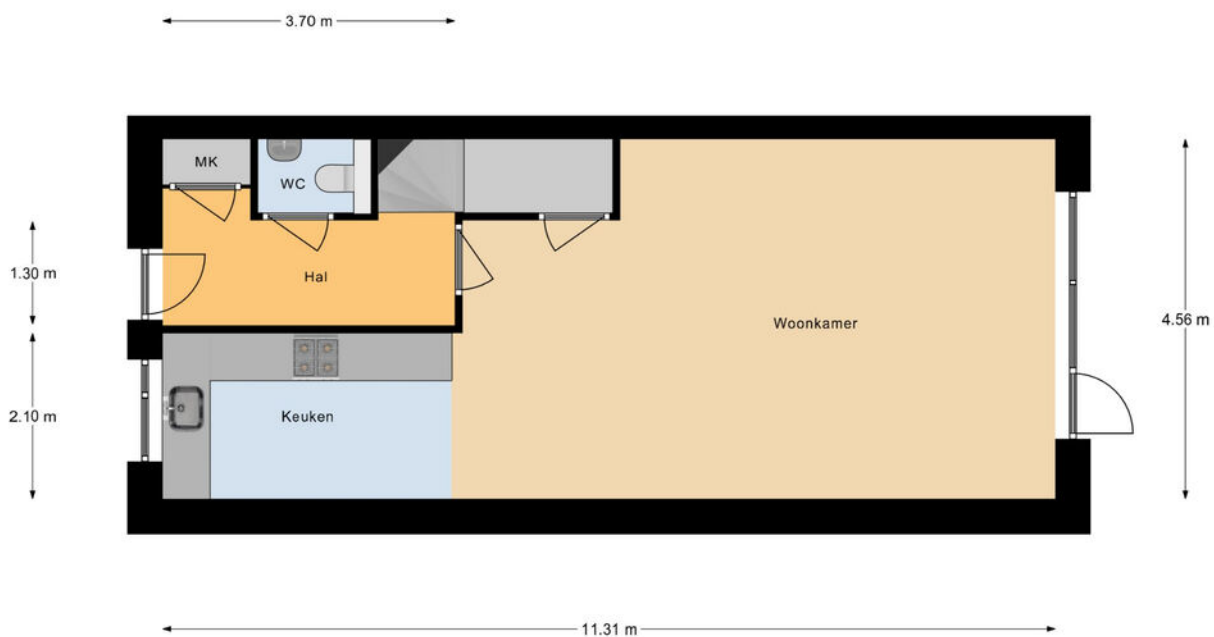 3.70 m
MK
WC
1.30 m
Hal
Woonkamer
4.56 m
2.10 m
Keuken
11.31 m